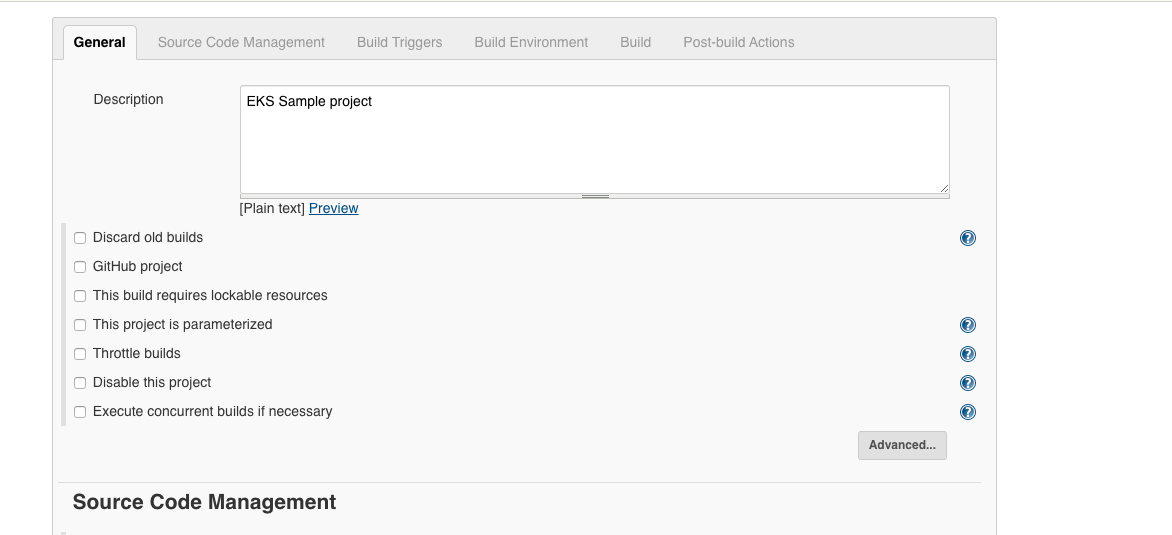 General Source Code Management Build Triggers Build Environment Build Post-build Actions
Description
EKS Sample project
[Plain text] Preview
Discard old builds
GitHub project
This build requires lockable resources
This project is parameterized
Throttle builds
Disable this project
Execute concurrent builds if necessary
Advanced...
Source Code Management